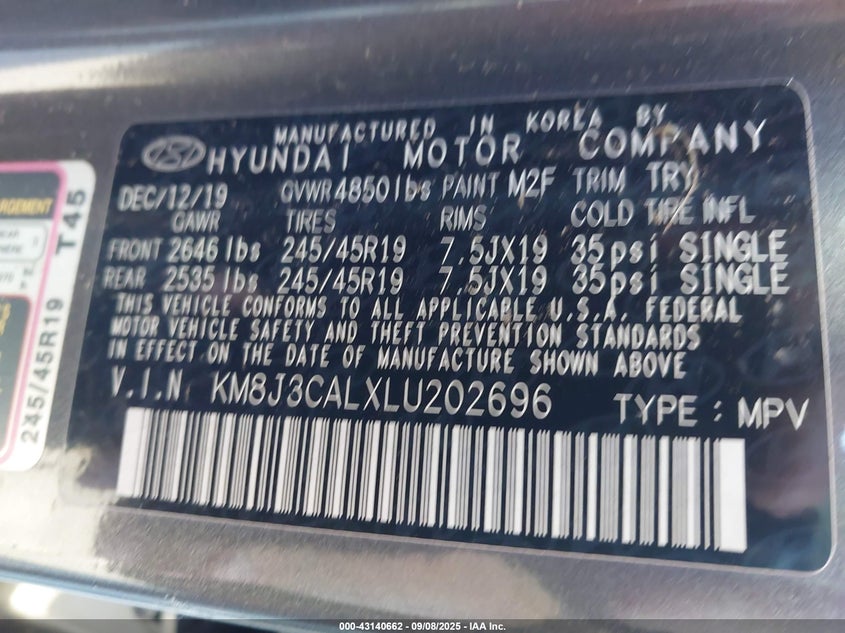 MANUFACTURED IN KOREA BY
HYUNDAI MOTOR COMPANY
DEC/12/19 GVWR 4850lbs PAINT M2F TRIM TRY
GAWR TIRES RIMS COLD TIRE INFL
FRONT 2646 lbs 245/45R19 7.5JX19 35psi SINGLE
REAR 2535 lbs 245/45R19 7.5JX19 35psi SINGLE
THIS VEHICLE CONFORMS TO ALL APPLICABLE U.S.A. FEDERAL
MOTOR VEHICLE SAFETY AND THEFT PREVENTION STANDARDS
IN EFFECT ON THE DATE OF MANUFACTURE SHOWN ABOVE
V.I.N KM8J3CALXLU202696 TYPE : MPV
245/45R19 T45
000-43140662 - 09/08/2025 - IAA Inc.